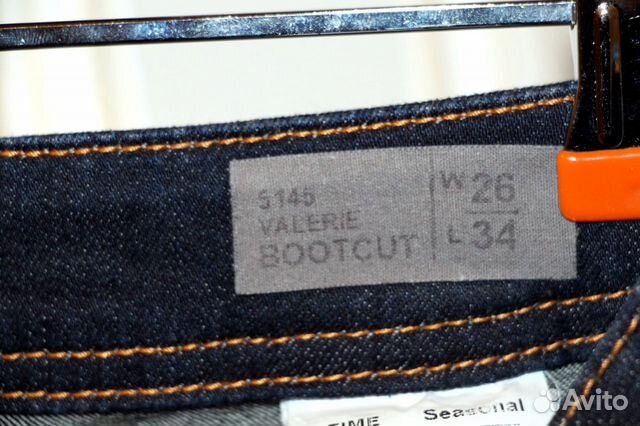 5145
VALERIE
BOOTCUT
W 26
L 34
TIME
Seasonal
Avito